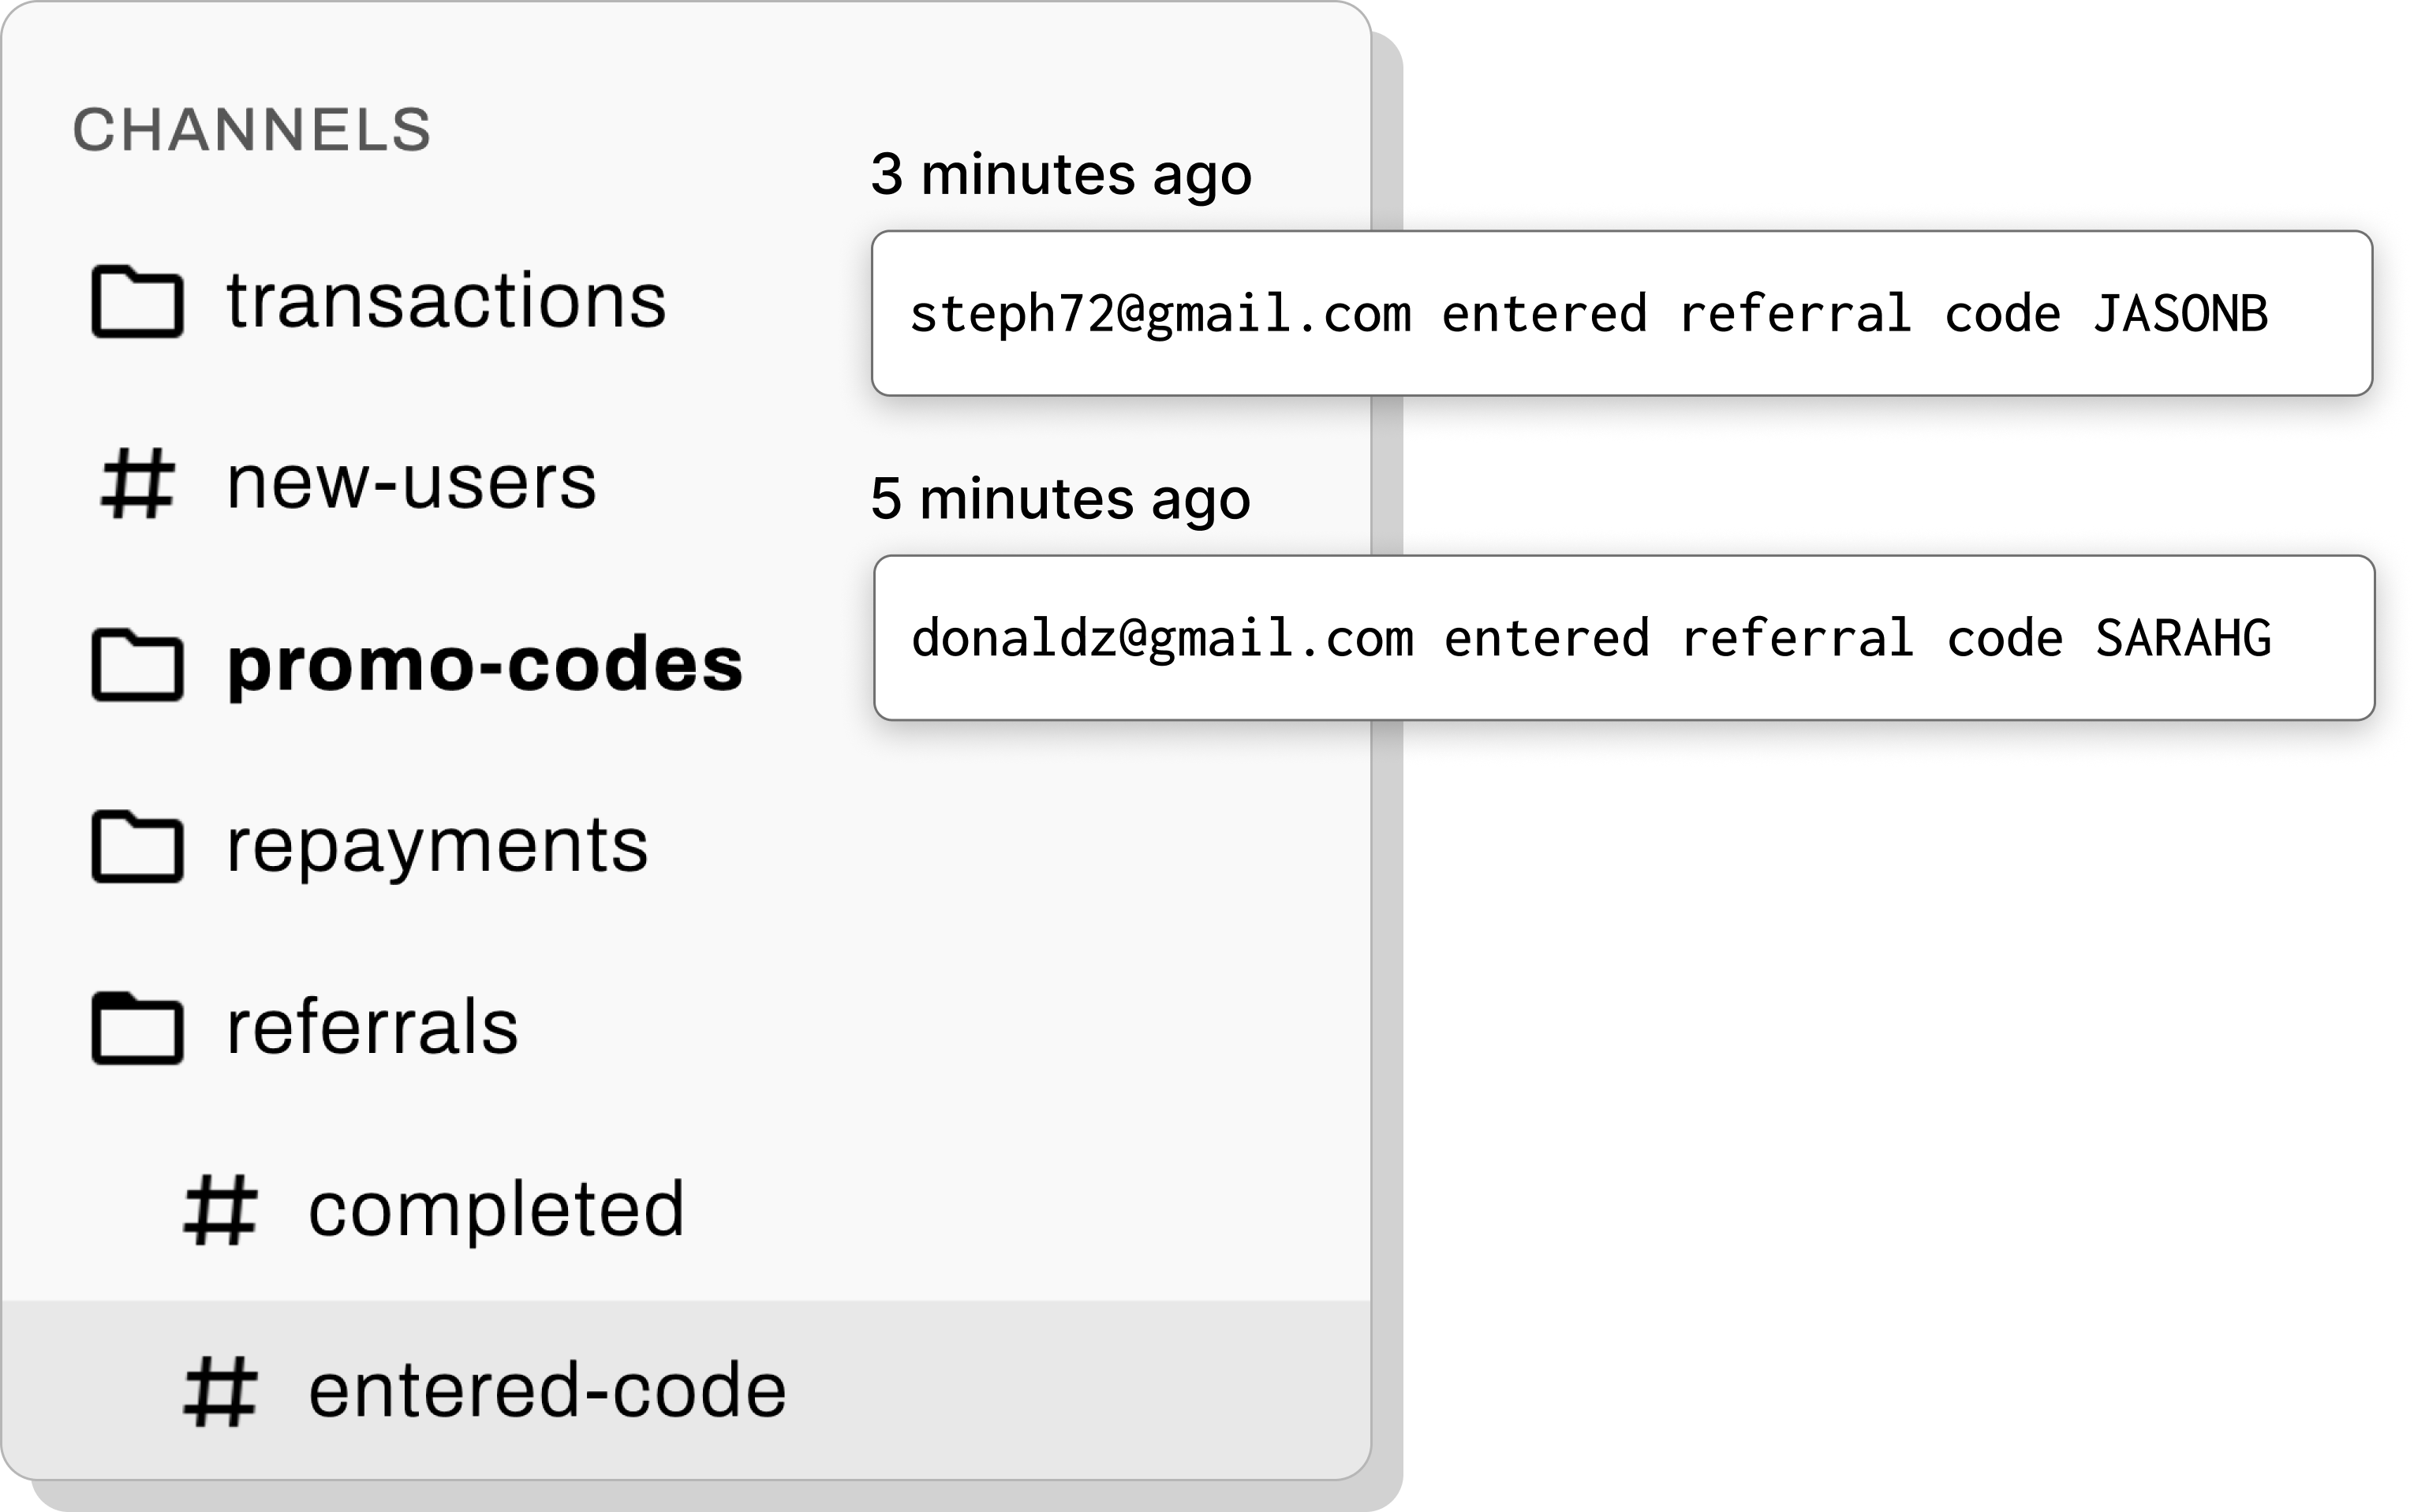 CHANNELS
transactions
# new-users
promo-codes
repayments
referrals
# completed
# entered-code
3 minutes ago
steph72@gmail.com entered referral code JASONB
5 minutes ago
donaldz@gmail.com entered referral code SARAHG